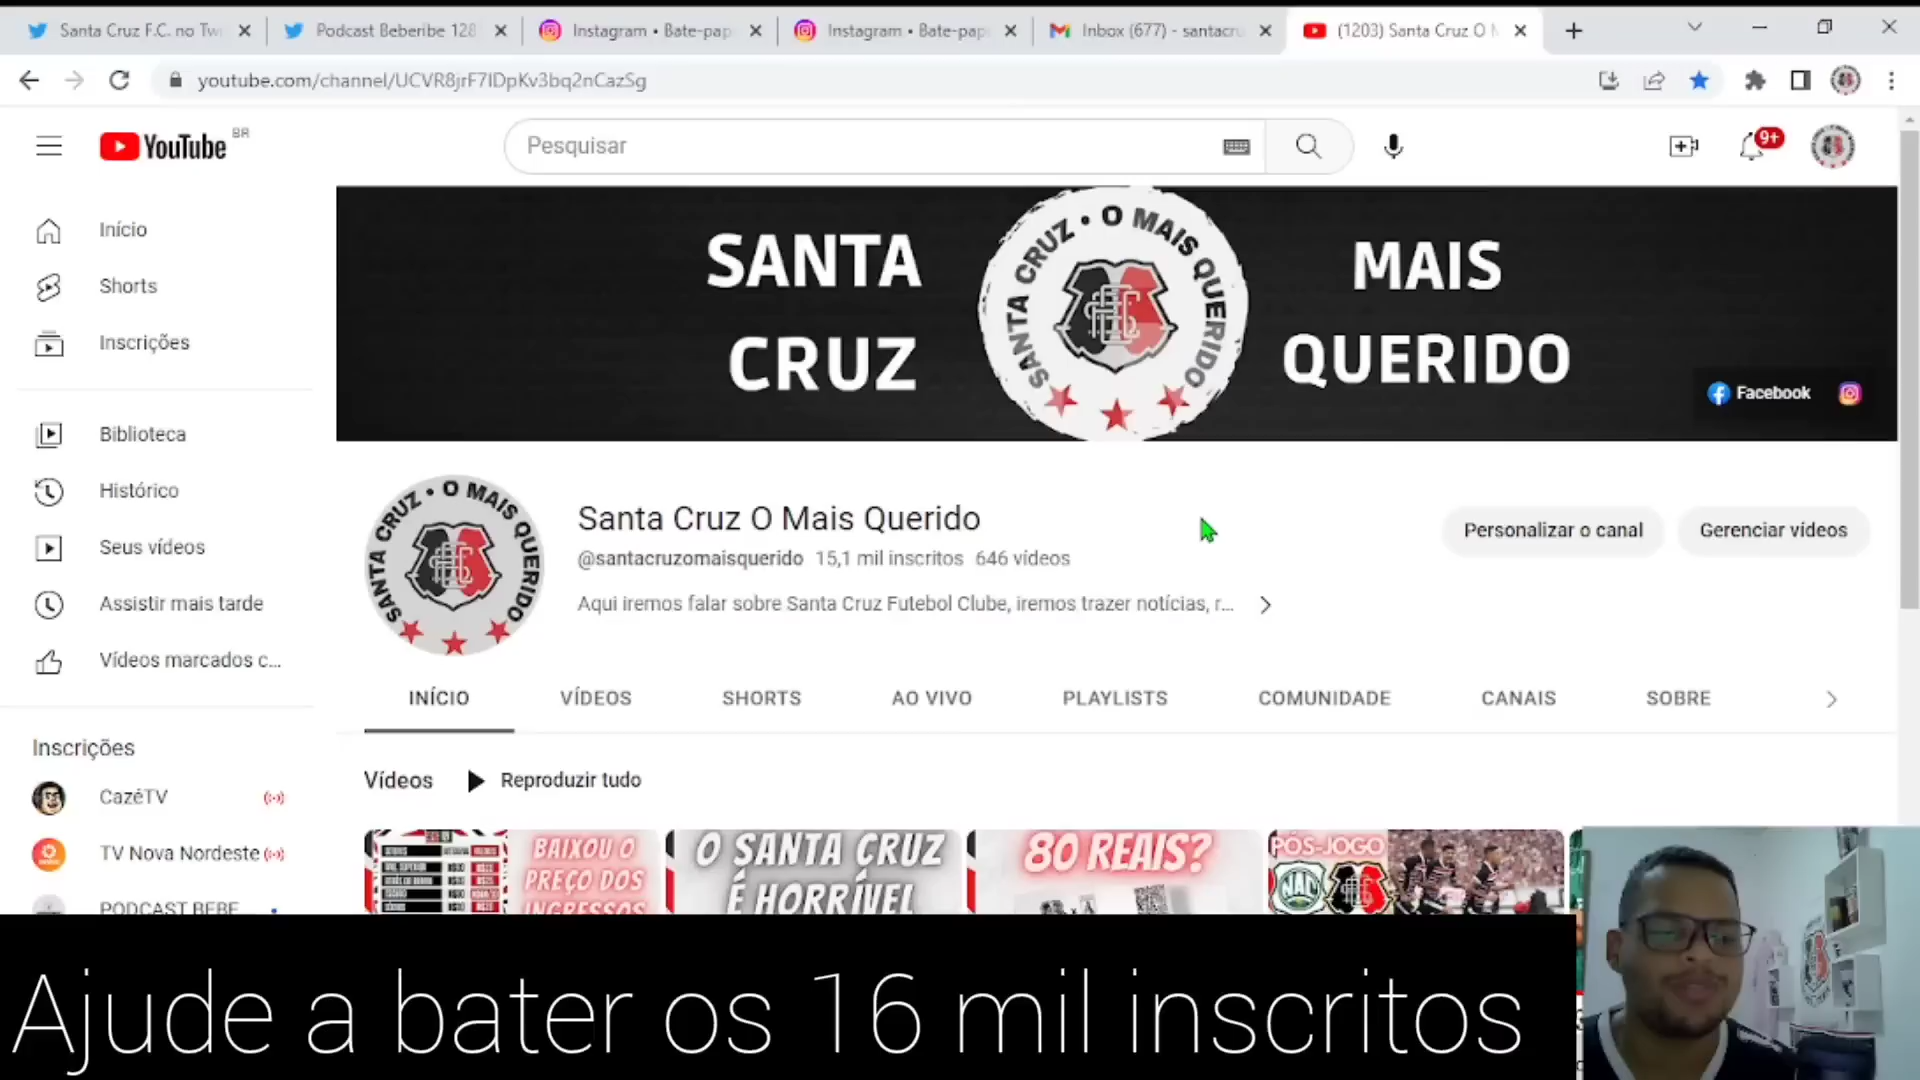 Santa Cruz F.C. no Tw
Podcast Beberibe 128
Instagram • Bate-pap
Instagram • Bate-pap
Inbox (677) - santacru
(1203) Santa Cruz O M
youtube.com/channel/UCVR8jrF7IDpKv3bq2nCazSg
YouTube BR
Pesquisar
9+
Início
Shorts
Inscrições
Biblioteca
Histórico
Seus vídeos
Assistir mais tarde
Vídeos marcados c...
Inscrições
CazéTV
TV Nova Nordeste
PODCAST BEBE
SANTA CRUZ
SANTA CRUZ • O MAIS QUERIDO
MAIS QUERIDO
Facebook
SANTA CRUZ • O MAIS QUERIDO
Santa Cruz O Mais Querido
@santacruzomaisquerido 15,1 mil inscritos 646 vídeos
Aqui iremos falar sobre Santa Cruz Futebol Clube, iremos trazer notícias, r...
Personalizar o canal
Gerenciar vídeos
INÍCIO
VÍDEOS
SHORTS
AO VIVO
PLAYLISTS
COMUNIDADE
CANAIS
SOBRE
Vídeos
Reproduzir tudo
BAIXOU O
PREÇO DOS
INGRESSOS
O SANTA CRUZ
É HORRÍVEL
80 REAIS?
PÓS-JOGO
Ajude a bater os 16 mil inscritos